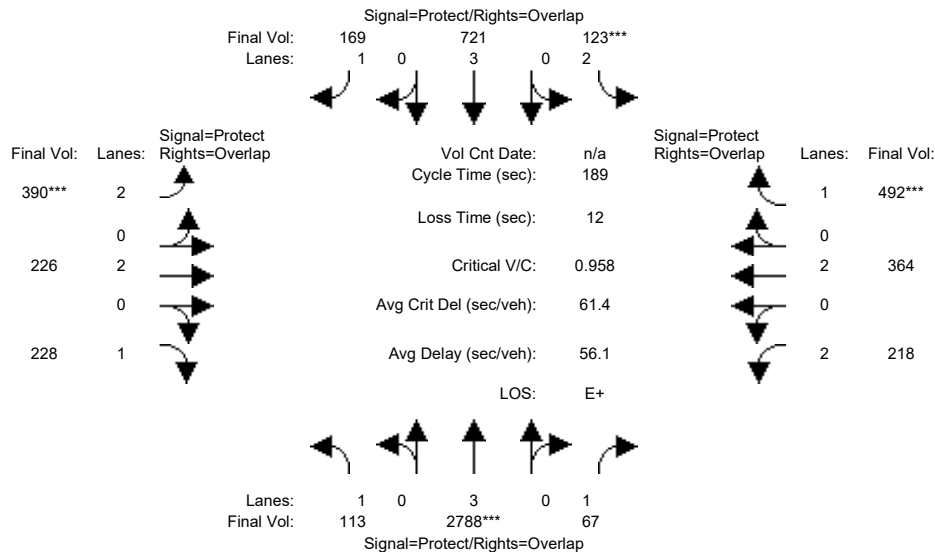 Signal=Protect/Rights=Overlap
Final Vol: 169 721 123***
Lanes: 1 0 3 0 2
Signal=Protect Signal=Protect
Final Vol: Lanes: Rights=Overlap Vol Cnt Date: n/a Rights=Overlap Lanes: Final Vol:
Cycle Time (sec): 189
390*** 2 1 492***
Loss Time (sec): 12
0 0
226 2 Critical V/C: 0.958 2 364
0 Avg Crit Del (sec/veh): 61.4 0
228 1 Avg Delay (sec/veh): 56.1 2 218
LOS: E+
Lanes: 1 0 3 0 1
Final Vol: 113 2788*** 67
Signal=Protect/Rights=Overlap